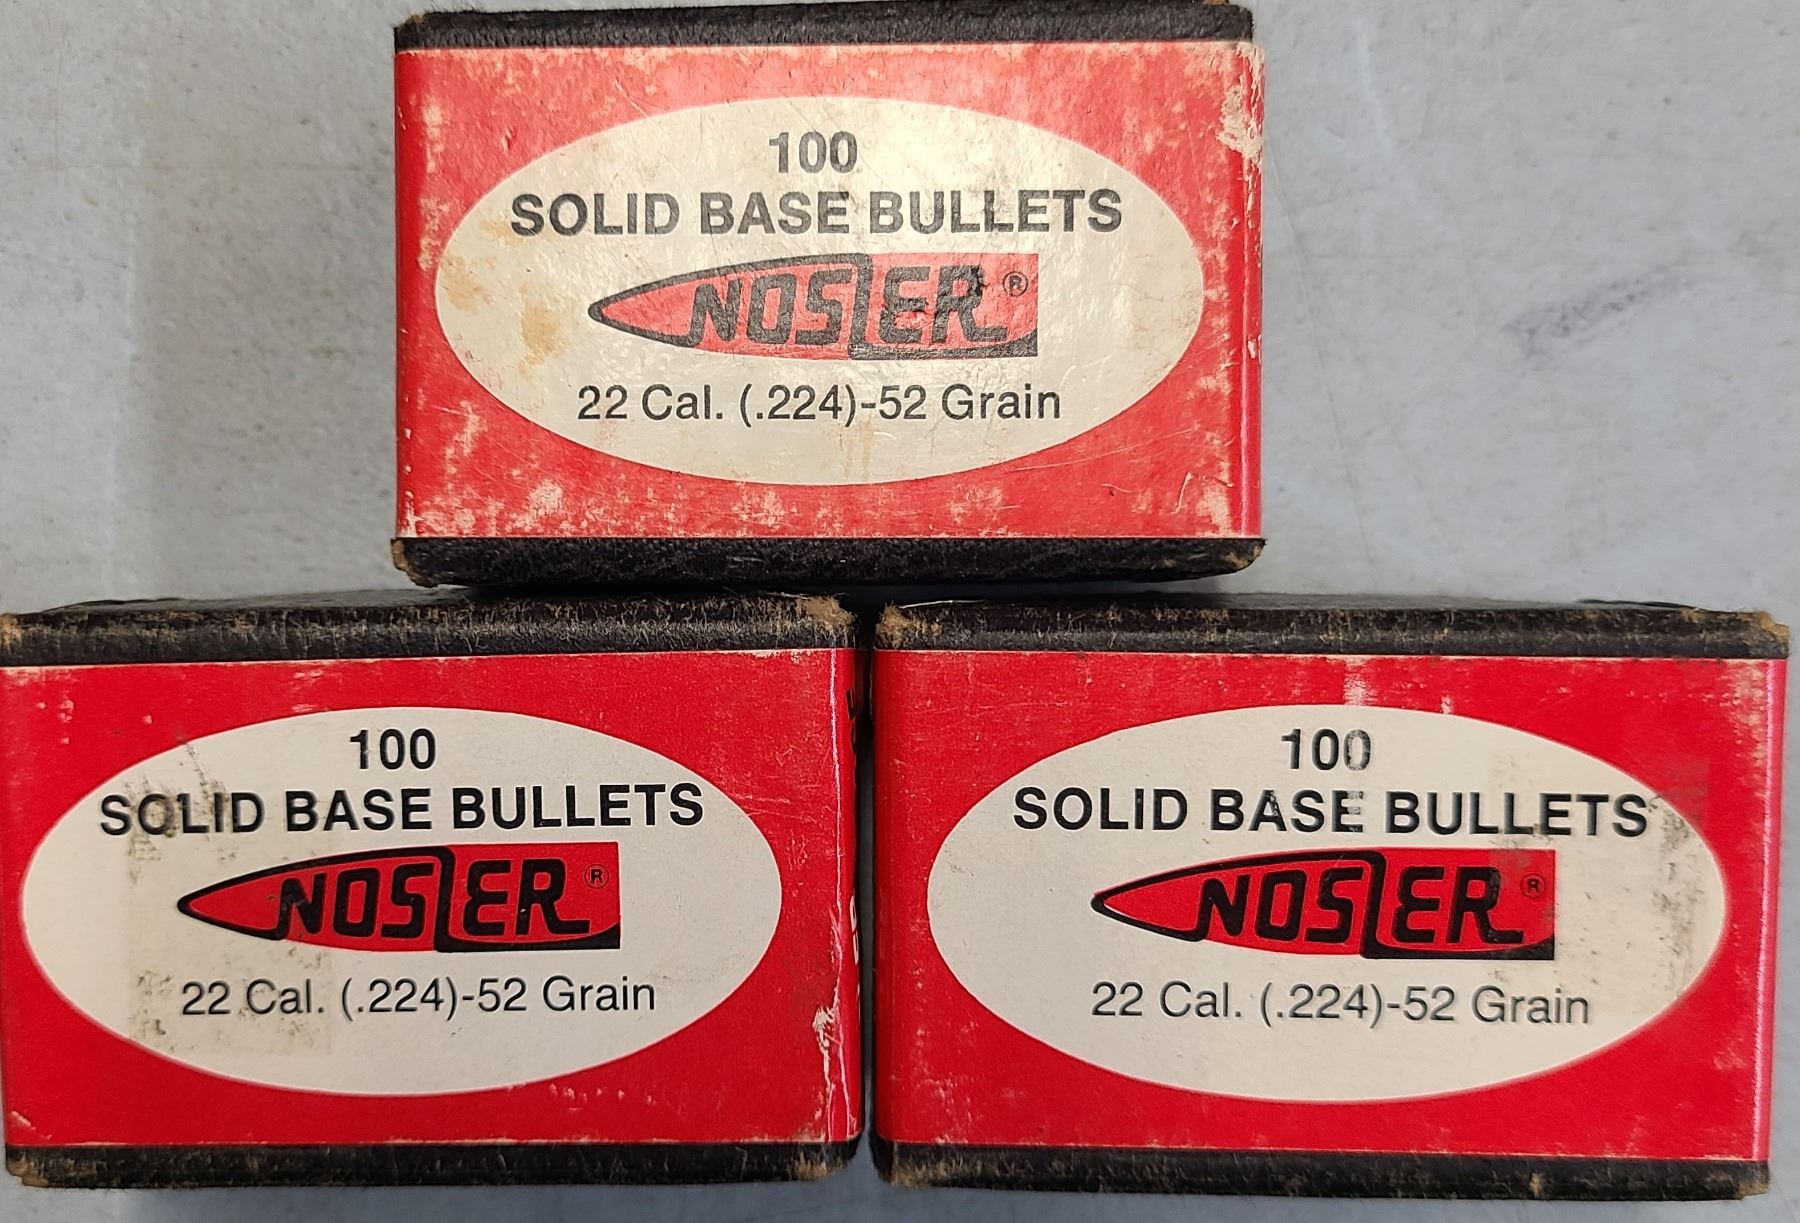 100
SOLID BASE BULLETS
NOSLER ®
22 Cal. (.224)-52 Grain
100
SOLID BASE BULLETS
NOSLER ®
22 Cal. (.224)-52 Grain
100
SOLID BASE BULLETS
NOSLER ®
22 Cal. (.224)-52 Grain